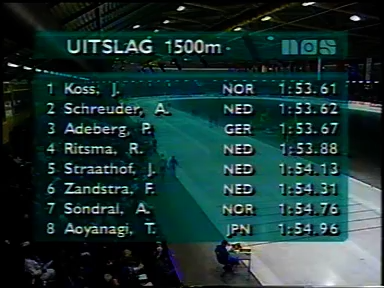 UITSLAG 1500m - nos
1 Koss, J. NOR 1:53.61
2 Schreuder, A. NED 1:53.62
3 Adeberg, P. GER 1:53.67
4 Ritsma, R. NED 1:53.88
5 Straathof, J. NED 1:54.13
6 Zandstra, F. NED 1:54.31
7 Sondral, A. NOR 1:54.76
8 Aoyanagi, T. JPN 1:54.96